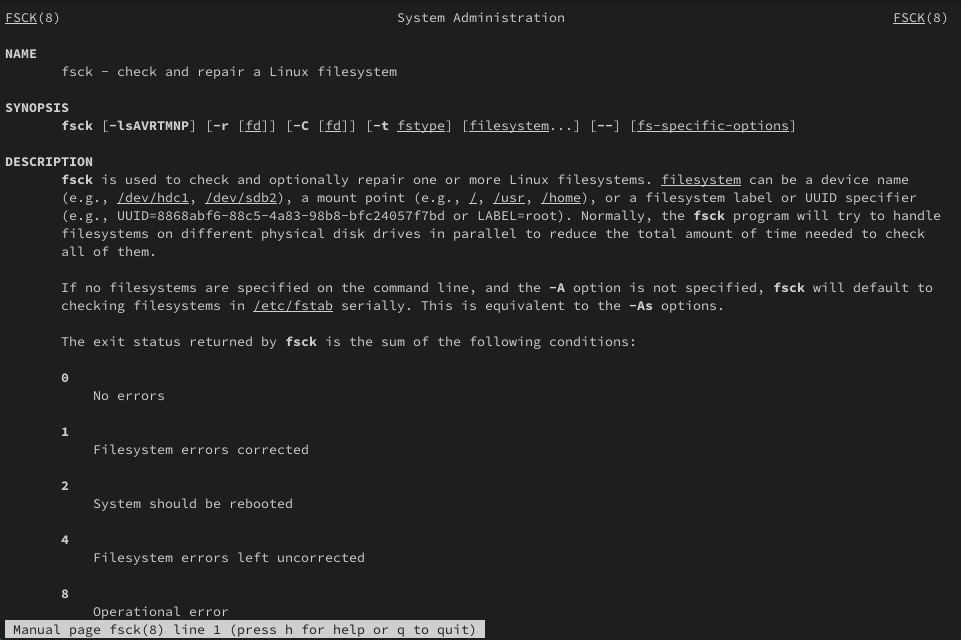 FSCK(8) System Administration FSCK(8)
NAME
fsck - check and repair a Linux filesystem
SYNOPSIS
fsck [-lsAVRTMNP] [-r [fd]] [-C [fd]] [-t fstype] [filesystem...] [--] [fs-specific-options]
DESCRIPTION
fsck is used to check and optionally repair one or more Linux filesystems. filesystem can be a device name
(e.g., /dev/hdc1, /dev/sdb2), a mount point (e.g., /, /usr, /home), or a filesystem label or UUID specifier
(e.g., UUID=8868abf6-88c5-4a83-98b8-bfc24057f7bd or LABEL=root). Normally, the fsck program will try to handle
filesystems on different physical disk drives in parallel to reduce the total amount of time needed to check
all of them.
If no filesystems are specified on the command line, and the -A option is not specified, fsck will default to
checking filesystems in /etc/fstab serially. This is equivalent to the -As options.
The exit status returned by fsck is the sum of the following conditions:
0
No errors
1
Filesystem errors corrected
2
System should be rebooted
4
Filesystem errors left uncorrected
8
Operational error
Manual page fsck(8) line 1 (press h for help or q to quit)